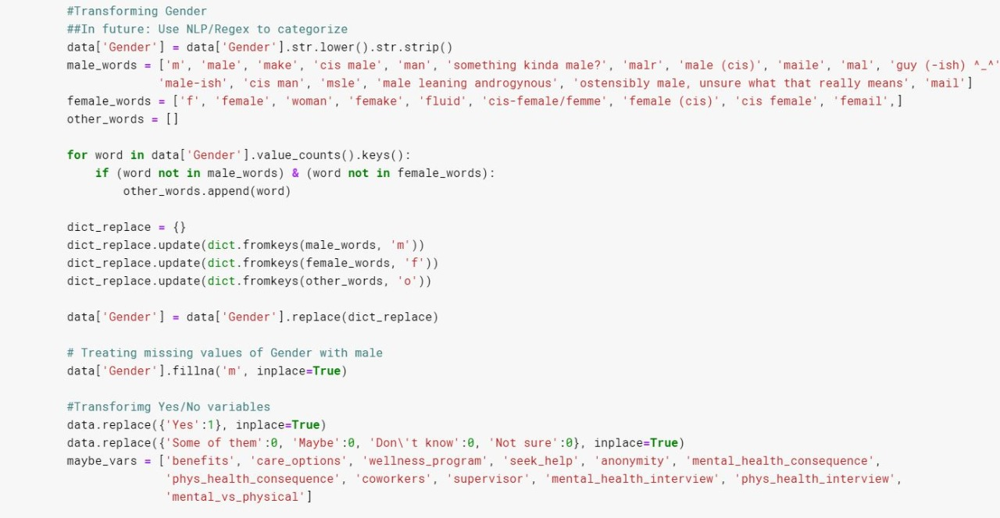 #Transforming Gender
##In future: Use NLP/Regex to categorize
data['Gender'] = data['Gender'].str.lower().str.strip()
male_words = ['m', 'male', 'make', 'cis male', 'man', 'something kinda male?', 'malr', 'male (cis)', 'maile', 'mal', 'guy (-ish) ^_^'
'male-ish', 'cis man', 'msle', 'male leaning androgynous', 'ostensibly male, unsure what that really means', 'mail']
female_words = ['f', 'female', 'woman', 'femake', 'fluid', 'cis-female/femme', 'female (cis)', 'cis female', 'femail',]
other_words = []
for word in data['Gender'].value_counts().keys():
if (word not in male_words) & (word not in female_words):
other_words.append(word)
dict_replace = {}
dict_replace.update(dict.fromkeys(male_words, 'm'))
dict_replace.update(dict.fromkeys(female_words, 'f'))
dict_replace.update(dict.fromkeys(other_words, 'o'))
data['Gender'] = data['Gender'].replace(dict_replace)
# Treating missing values of Gender with male
data['Gender'].fillna('m', inplace=True)
#Transforimg Yes/No variables
data.replace({'Yes':1}, inplace=True)
data.replace({'Some of them':0, 'Maybe':0, 'Don\'t know':0, 'Not sure':0}, inplace=True)
maybe_vars = ['benefits', 'care_options', 'wellness_program', 'seek_help', 'anonymity', 'mental_health_consequence',
'phys_health_consequence', 'coworkers', 'supervisor', 'mental_health_interview', 'phys_health_interview',
'mental_vs_physical']